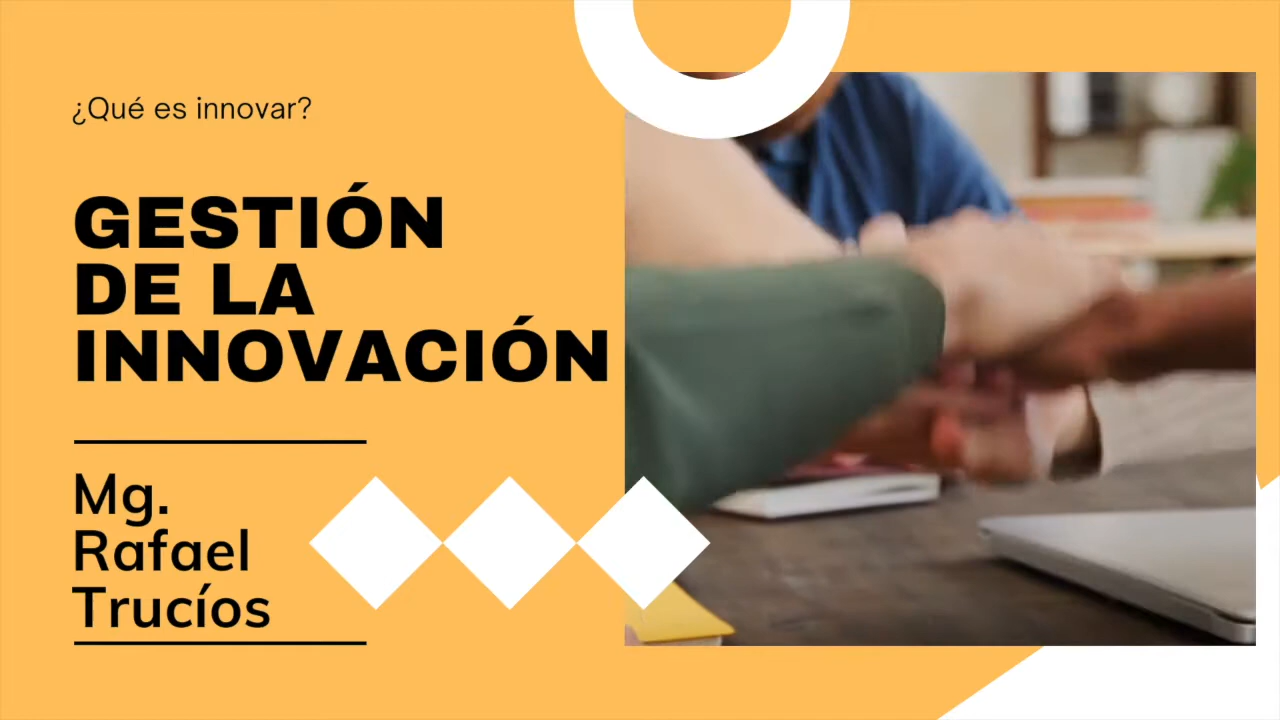 ¿Qué es innovar?
GESTIÓN
DE LA
INNOVACIÓN
Mg.
Rafael
Trucíos